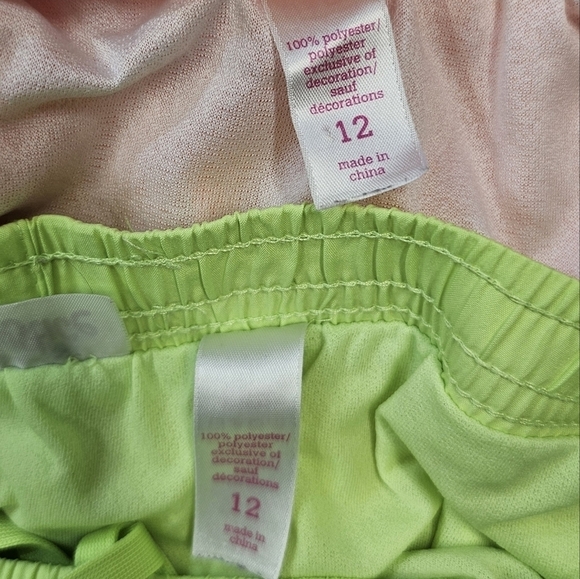 100% polyester/
polyester
exclusive of
decoration/
sauf
décorations
12
made in
china
100% polyester/
polyester
exclusive of
decoration/
sauf
décorations
12
made in
china